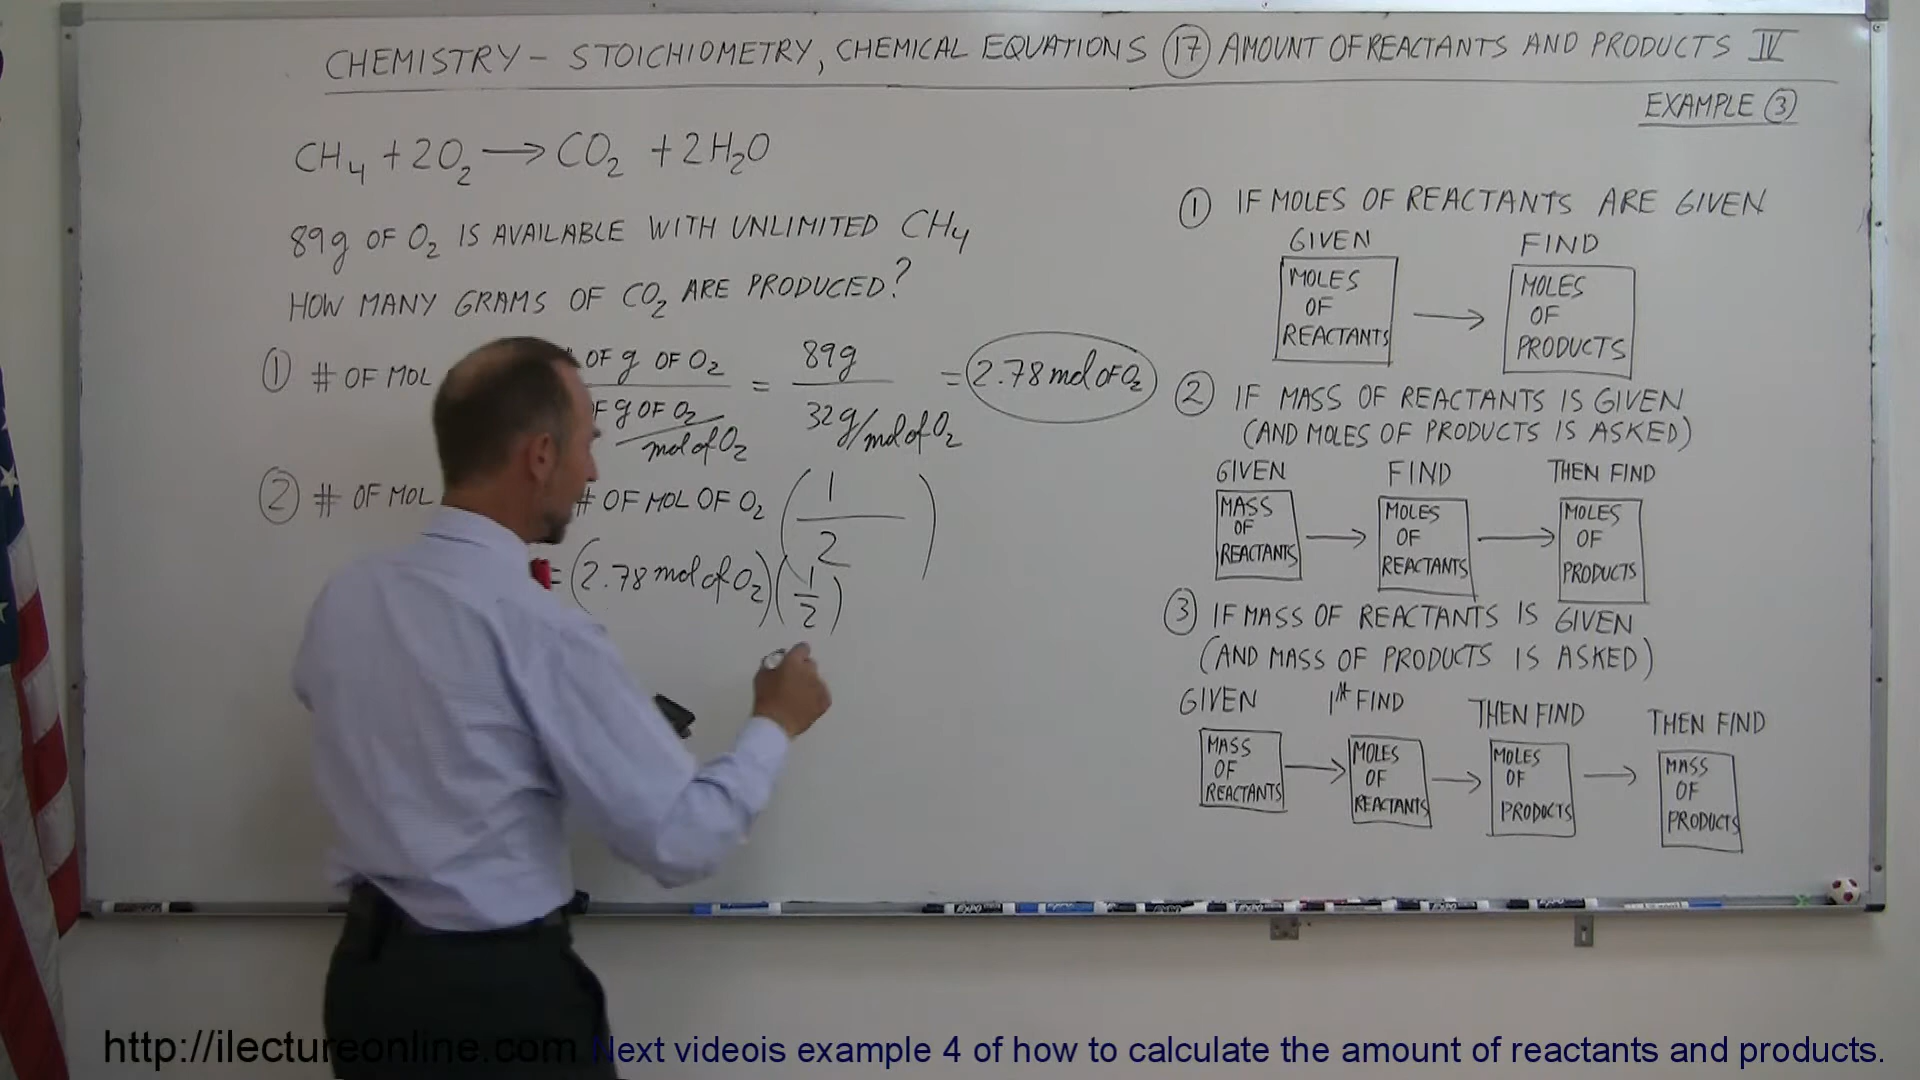 CHEMISTRY – STOICHIOMETRY, CHEMICAL EQUATIONS (17) AMOUNT OF REACTANTS AND PRODUCTS IV
EXAMPLE (3)
CH₄ + 2O₂ → CO₂ + 2H₂O
89g OF O₂ IS AVAILABLE WITH UNLIMITED CH₄
HOW MANY GRAMS OF CO₂ ARE PRODUCED?
① # OF MOL OF g OF O₂ = 89g = 2.78 mol OF O₂
g OF O₂ / mol of O₂ 32g/mol of O₂
② # OF MOL # OF MOL OF O₂ (1/2)
= (2.78 mol of O₂)(1/2)
① IF MOLES OF REACTANTS ARE GIVEN
GIVEN FIND
MOLES OF REACTANTS → MOLES OF PRODUCTS
② IF MASS OF REACTANTS IS GIVEN
(AND MOLES OF PRODUCTS IS ASKED)
GIVEN FIND THEN FIND
MASS OF REACTANTS → MOLES OF REACTANTS → MOLES OF PRODUCTS
③ IF MASS OF REACTANTS IS GIVEN
(AND MASS OF PRODUCTS IS ASKED)
GIVEN 1st FIND THEN FIND THEN FIND
MASS OF REACTANTS → MOLES OF REACTANTS → MOLES OF PRODUCTS → MASS OF PRODUCTS
http://ilectureonline.com Next videois example 4 of how to calculate the amount of reactants and products.